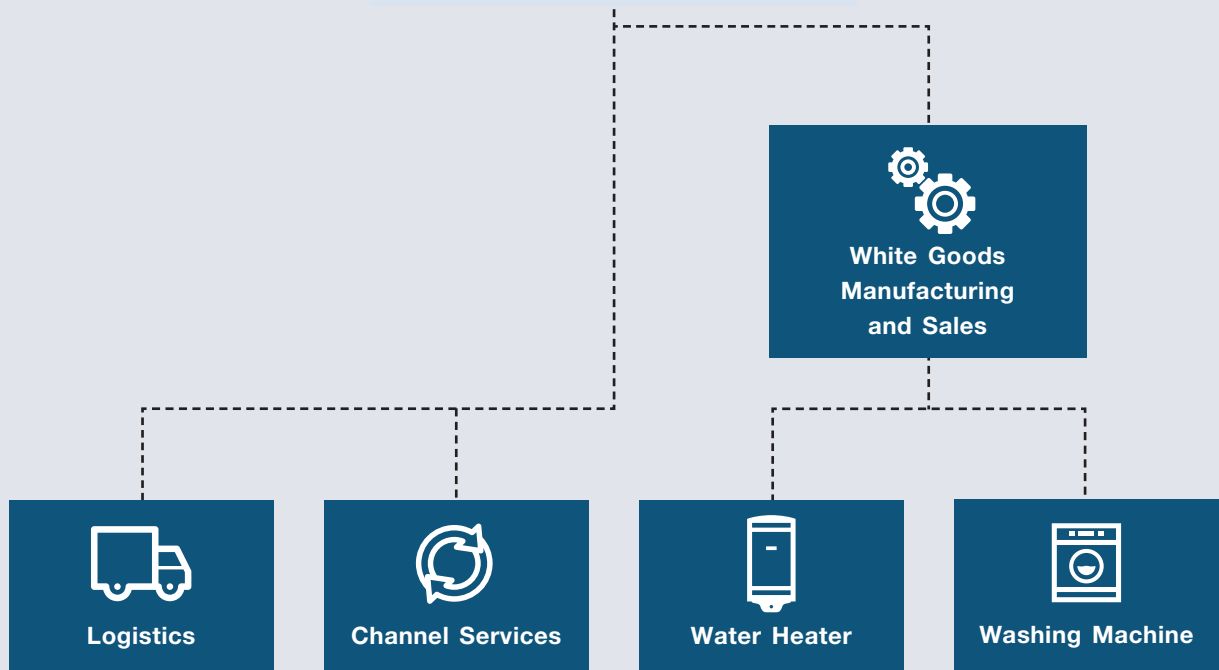 White Goods
Manufacturing
and Sales
Logistics
Channel Services
Water Heater
Washing Machine